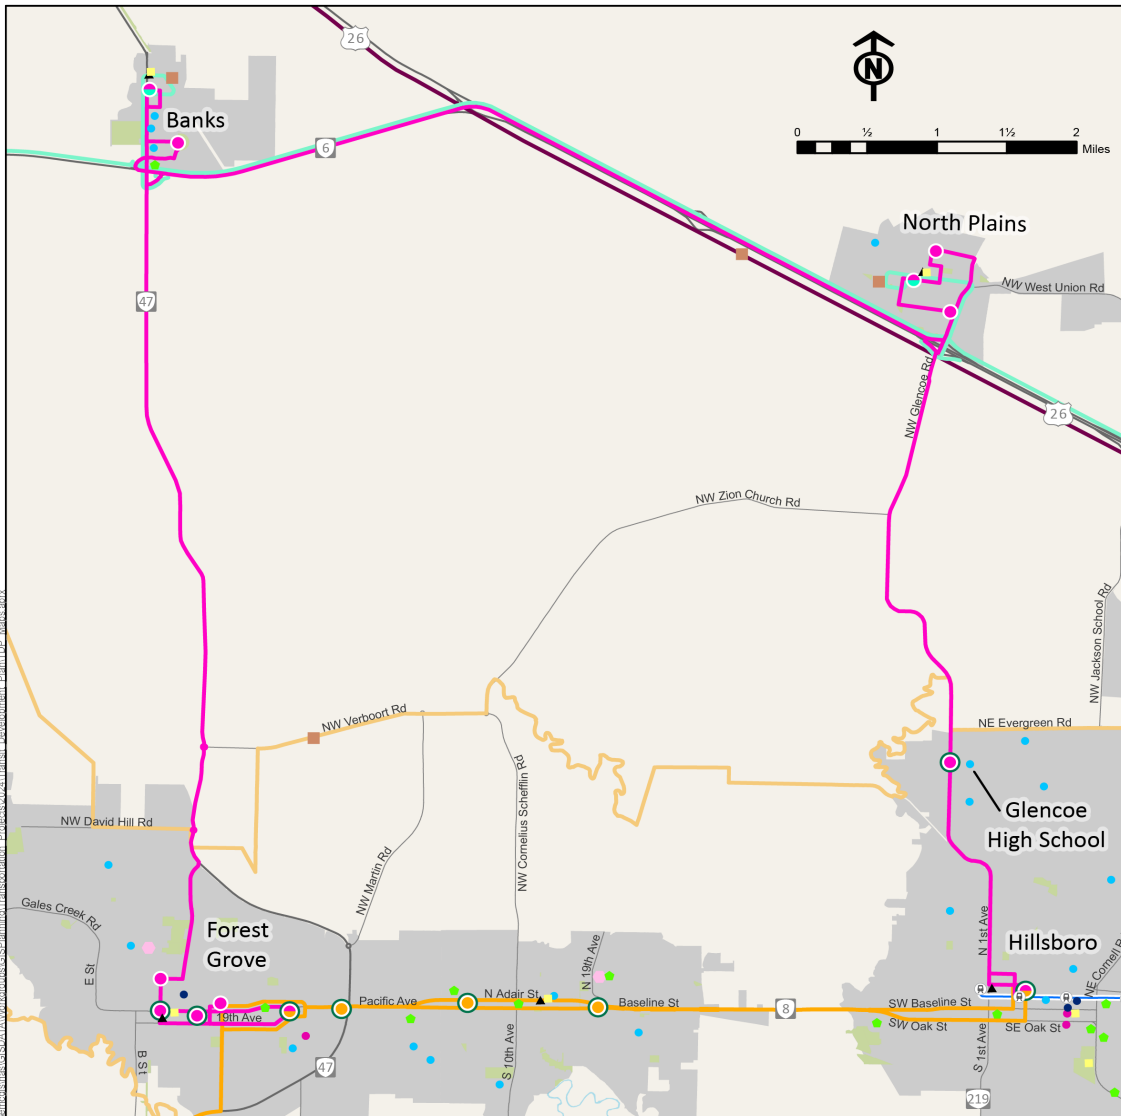 26
N
0 ½ 1 1½ 2
Miles
Banks
6
North Plains
NW West Union Rd
47
NW Glencoe Rd
26
NW Zion Church Rd
NW Jackson School Rd
NW Verboort Rd
NE Evergreen Rd
NW Cornelius Schefflin Rd
Glencoe
High School
NW David Hill Rd
NW Martin Rd
Gales Creek Rd
Forest
Grove
E St
N 19th Ave
N 1st Ave
Hillsboro
NE Cornell R
Pacific Ave
N Adair St
Baseline St
8
SW Baseline St
19th Ave
SW Oak St
SE Oak St
B St
47
S 10th Ave
S 1st Ave
219